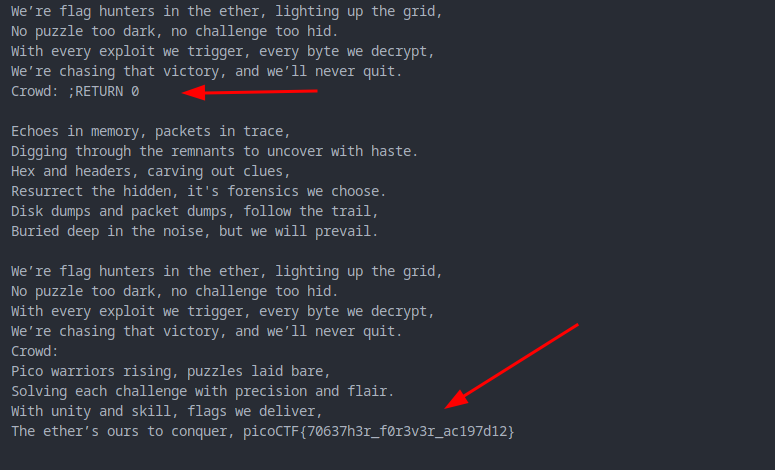 We’re flag hunters in the ether, lighting up the grid,
No puzzle too dark, no challenge too hid.
With every exploit we trigger, every byte we decrypt,
We’re chasing that victory, and we’ll never quit.
Crowd: ;RETURN 0
Echoes in memory, packets in trace,
Digging through the remnants to uncover with haste.
Hex and headers, carving out clues,
Resurrect the hidden, it's forensics we choose.
Disk dumps and packet dumps, follow the trail,
Buried deep in the noise, but we will prevail.
We’re flag hunters in the ether, lighting up the grid,
No puzzle too dark, no challenge too hid.
With every exploit we trigger, every byte we decrypt,
We’re chasing that victory, and we’ll never quit.
Crowd:
Pico warriors rising, puzzles laid bare,
Solving each challenge with precision and flair.
With unity and skill, flags we deliver,
The ether’s ours to conquer, picoCTF{70637h3r_f0r3v3r_ac197d12}